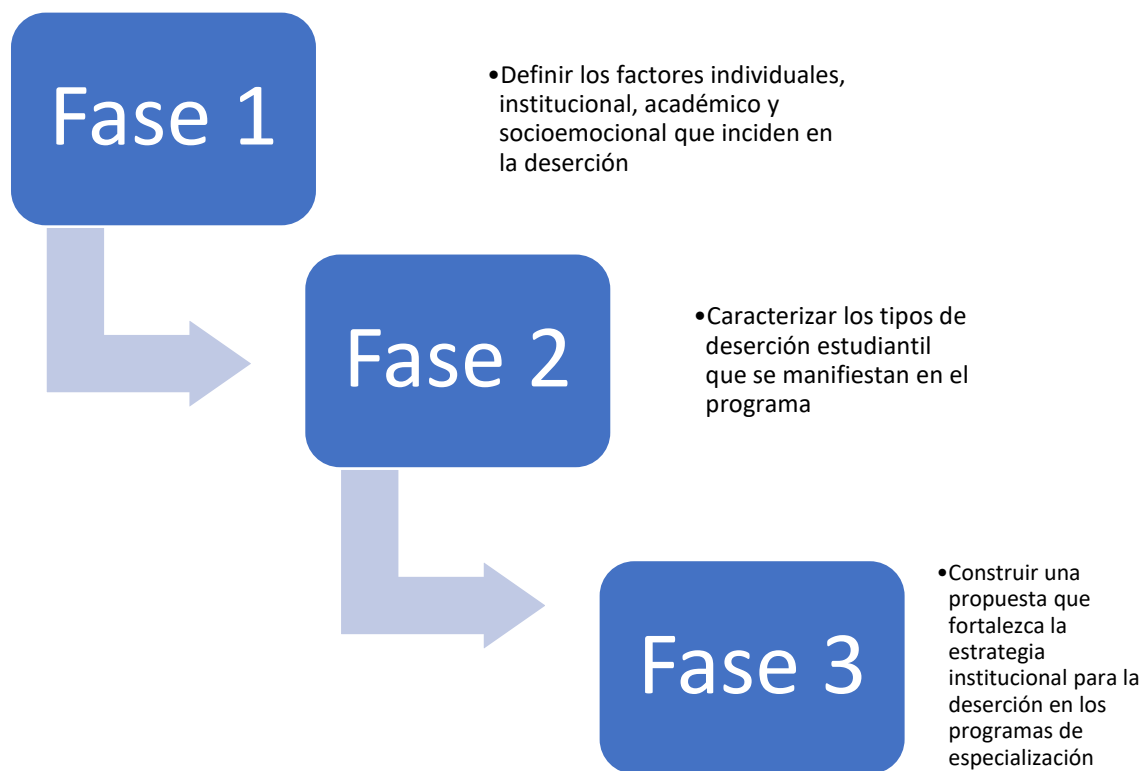 Fase 1
•Definir los factores individuales,
institucional, académico y
socioemocional que inciden en
la deserción
Fase 2
•Caracterizar los tipos de
deserción estudiantil
que se manifiestan en el
programa
Fase 3
•Construir una
propuesta que
fortalezca la
estrategia
institucional para la
deserción en los
programas de
especialización